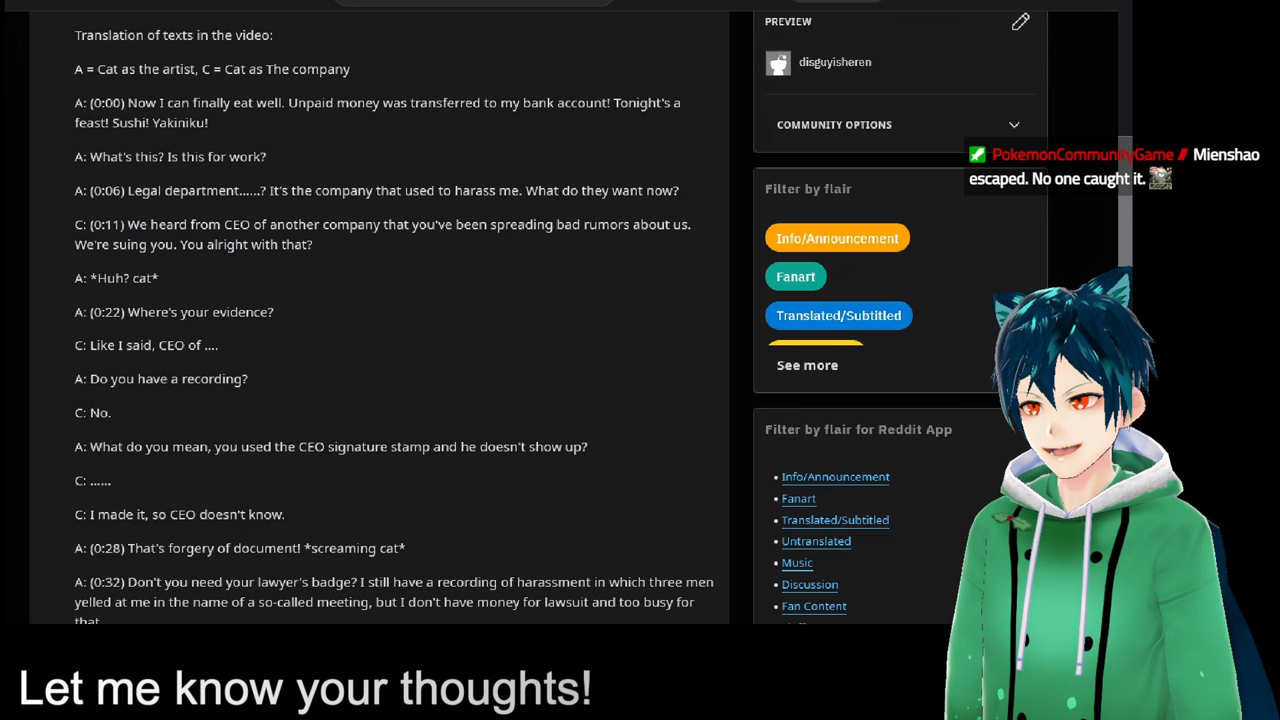 Translation of texts in the video:
A = Cat as the artist, C = Cat as The company
A: (0:00) Now I can finally eat well. Unpaid money was transferred to my bank account! Tonight's a
feast! Sushi! Yakiniku!
A: What's this? Is this for work?
A: (0:06) Legal department......? It's the company that used to harass me. What do they want now?
C: (0:11) We heard from CEO of another company that you've been spreading bad rumors about us.
We're suing you. You alright with that?
A: *Huh? cat*
A: (0:22) Where's your evidence?
C: Like I said, CEO of ....
A: Do you have a recording?
C: No.
A: What do you mean, you used the CEO signature stamp and he doesn't show up?
C: ......
C: I made it, so CEO doesn't know.
A: (0:28) That's forgery of document! *screaming cat*
A: (0:32) Don't you need your lawyer's badge? I still have a recording of harassment in which three men
yelled at me in the name of a so-called meeting, but I don't have money for lawsuit and too busy for
that
PREVIEW
disguyisheren
COMMUNITY OPTIONS
Filter by flair
Info/Announcement
Fanart
Translated/Subtitled
See more
Filter by flair for Reddit App
• Info/Announcement
• Fanart
• Translated/Subtitled
• Untranslated
• Music
• Discussion
• Fan Content
PokemonCommunityGame // Mienshao
escaped. No one caught it.
Let me know your thoughts!